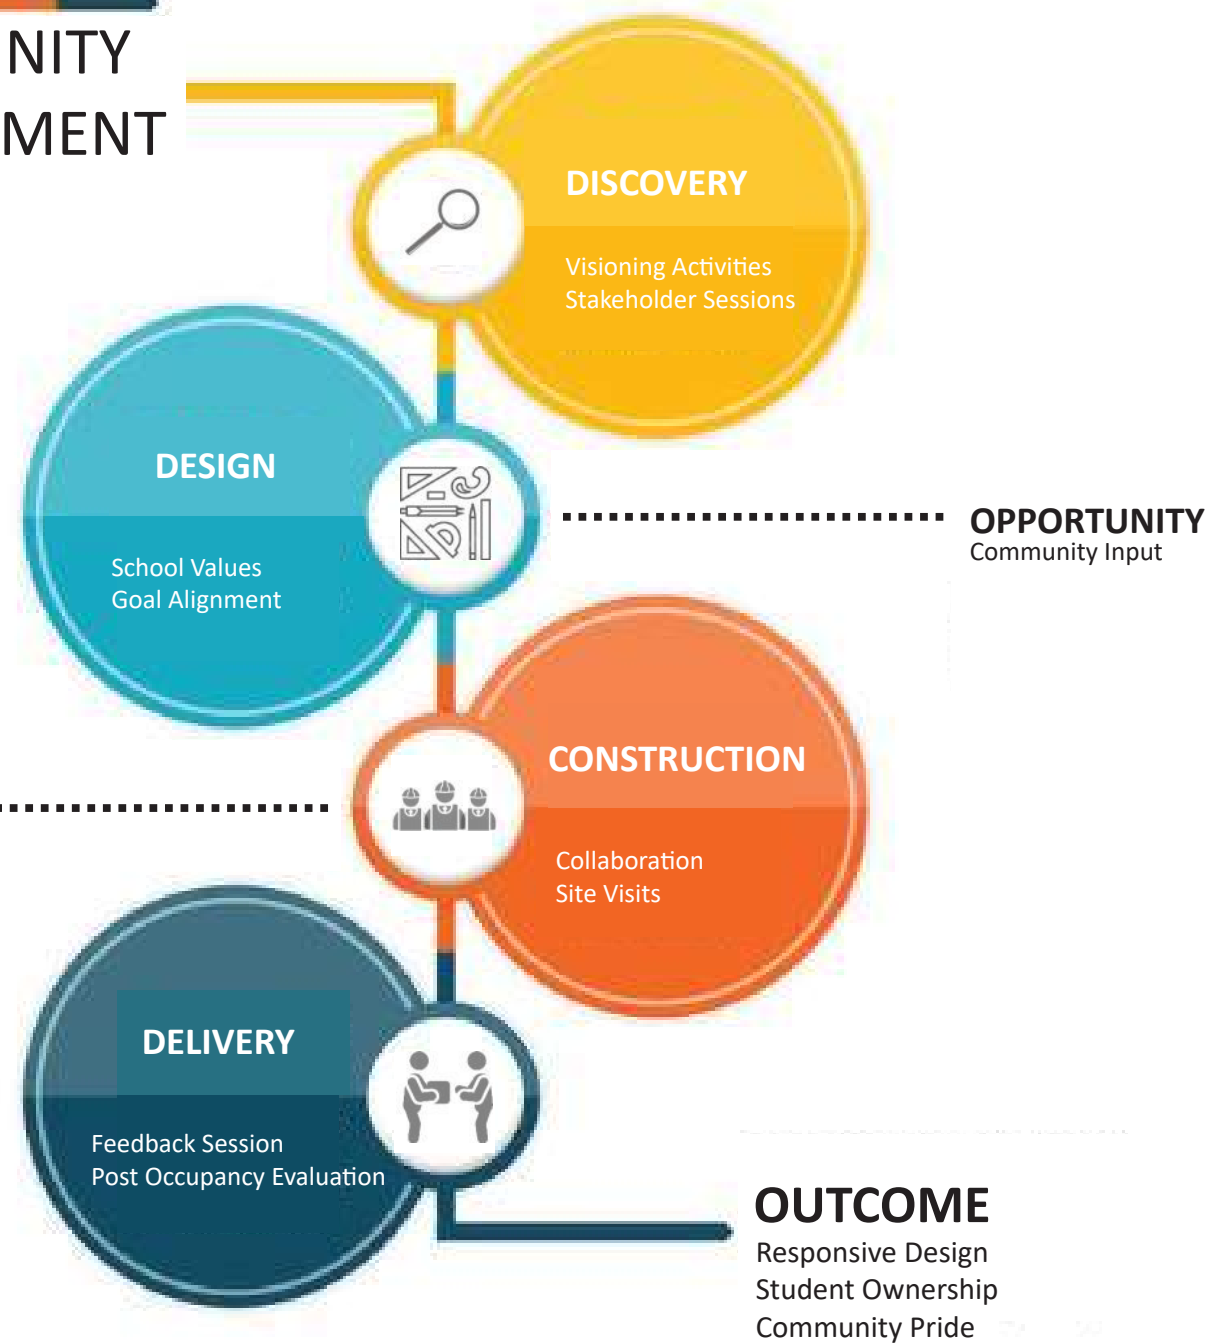 NITY
MENT
DISCOVERY
Visioning Activities
Stakeholder Sessions
DESIGN
School Values
Goal Alignment
OPPORTUNITY
Community Input
CONSTRUCTION
Collaboration
Site Visits
DELIVERY
Feedback Session
Post Occupancy Evaluation
OUTCOME
Responsive Design
Student Ownership
Community Pride